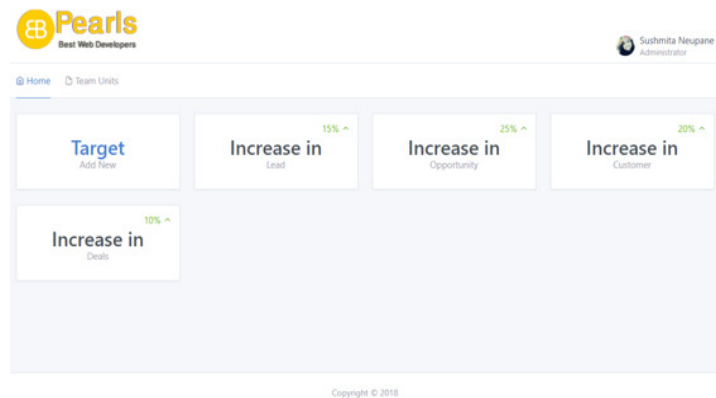 EB Pearls
Best Web Developers
Sushmita Neupane
Administrator
Home Team Units
Target
Add New
15%
Increase in
Lead
25%
Increase in
Opportunity
20%
Increase in
Customer
10%
Increase in
Deals
Copyright © 2018